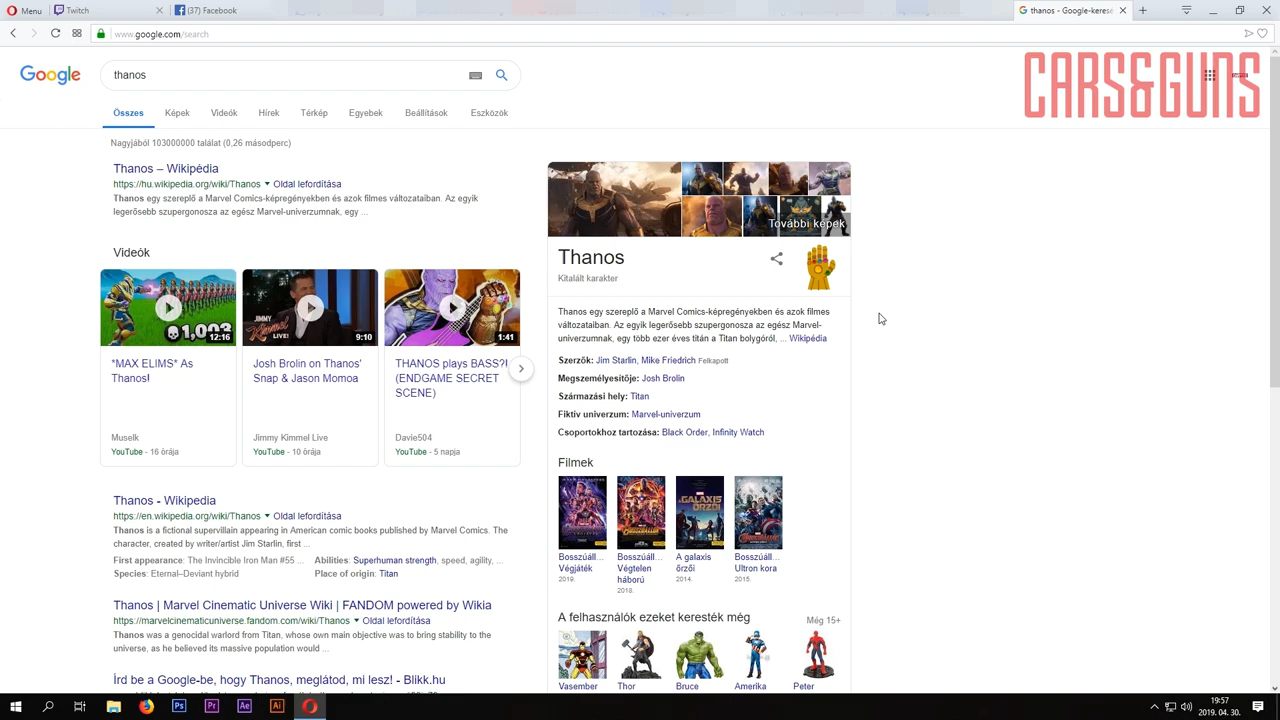 Menu
Twitch
(37) Facebook
thanos - Google-kerese
www.google.com/search
Google
thanos
CARS&GUNS
Összes
Képek
Videók
Hírek
Térkép
Egyebek
Beállítások
Eszközök
Nagyjából 103000000 találat (0,26 másodperc)
Thanos – Wikipédia
https://hu.wikipedia.org/wiki/Thanos ▼ Oldal lefordítása
Thanos egy szereplő a Marvel Comics-képregényekben és azok filmes változataiban. Az egyik
legerősebb szupergonosza az egész Marvel-univerzumnak, egy ...
Videók
1,093
12:16
JIMMY
KIMMEL
LIVE!
9:10
1:41
*MAX ELIMS* As
Thanos!
Muselk
YouTube - 16 órája
Josh Brolin on Thanos'
Snap & Jason Momoa
Jimmy Kimmel Live
YouTube - 10 órája
THANOS plays BASS?!
(ENDGAME SECRET
SCENE)
Davie504
YouTube - 5 napja
Thanos - Wikipedia
https://en.wikipedia.org/wiki/Thanos ▼ Oldal lefordítása
Thanos is a fictional supervillain appearing in American comic books published by Marvel Comics. The
character, created by writer/artist Jim Starlin, first ...
First appearance: The Invincible Iron Man #55 ...
Abilities: Superhuman strength, speed, agility, ...
Species: Eternal–Deviant hybrid
Place of origin: Titan
Thanos | Marvel Cinematic Universe Wiki | FANDOM powered by Wikia
https://marvelcinematicuniverse.fandom.com/wiki/Thanos ▼ Oldal lefordítása
Thanos was a genocidal warlord from Titan, whose own main objective was to bring stability to the
universe, as he believed its massive population would ...
Írd be a Google-be, hogy Thanos, meglátod, mi lesz! - Blikk.hu
További képek
Thanos
Kitalált karakter
Thanos egy szereplő a Marvel Comics-képregényekben és azok filmes
változataiban. Az egyik legerősebb szupergonosza az egész Marvel-
univerzumnak, egy több ezer éves titán a Titan bolygóról, ... Wikipédia
Szerzők: Jim Starlin, Mike Friedrich Felkapott
Megszemélyesítője: Josh Brolin
Származási hely: Titan
Fiktív univerzum: Marvel-univerzum
Csoportokhoz tartozása: Black Order, Infinity Watch
Filmek
GALAXIS
ŐRZŐI
Bosszúáll...
Végjáték
2019.
Bosszúáll...
Végtelen
háború
2018.
A galaxis
őrzői
2014.
Bosszúáll...
Ultron kora
2015.
A felhasználók ezeket keresték még
Még 15+
Vasember
Thor
Bruce
Amerika
Peter
Ps
Pr
Ae
Ai
19:57
2019. 04. 30.